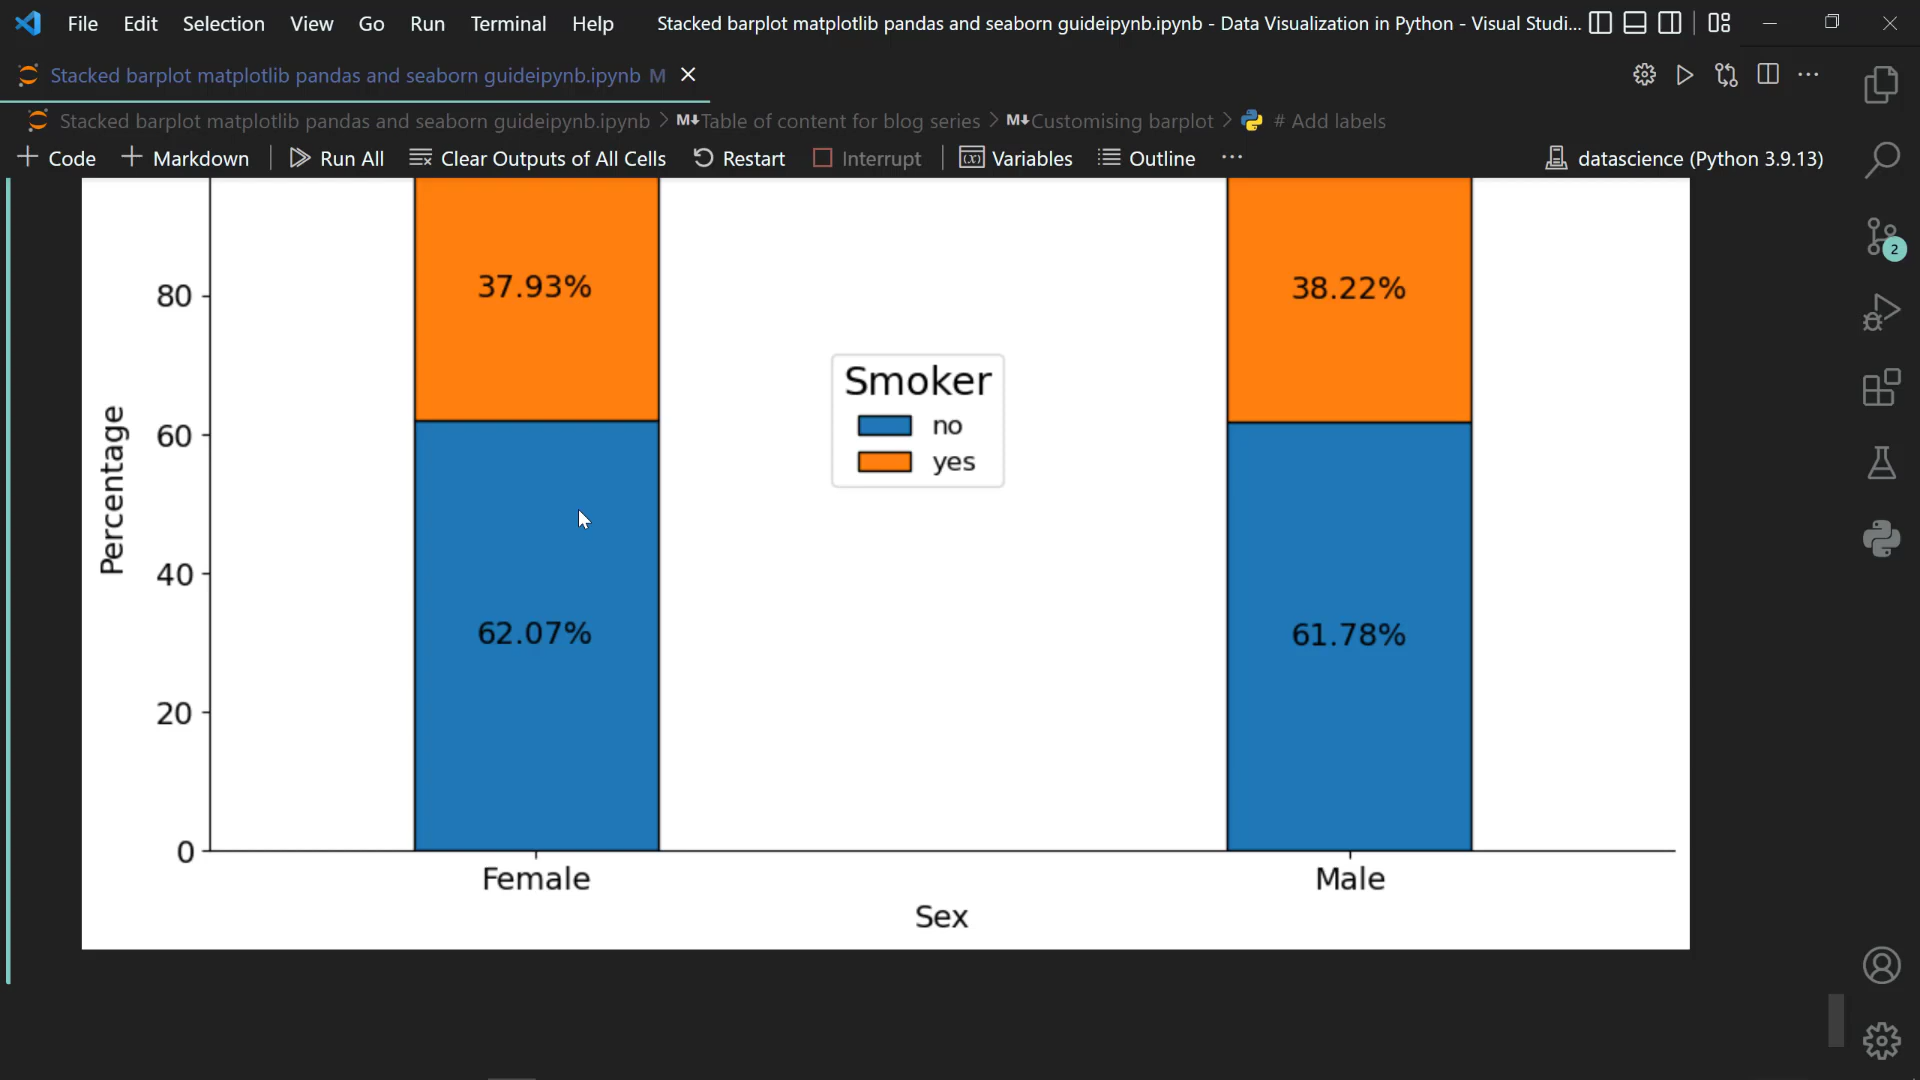 File Edit Selection View Go Run Terminal Help Stacked barplot matplotlib pandas and seaborn guideipynb.ipynb - Data Visualization in Python - Visual Studi...
Stacked barplot matplotlib pandas and seaborn guideipynb.ipynb M
Stacked barplot matplotlib pandas and seaborn guideipynb.ipynb > M↓Table of content for blog series > M↓Customising barplot > # Add labels
+ Code + Markdown Run All Clear Outputs of All Cells Restart Interrupt Variables Outline ... datascience (Python 3.9.13)
2
37.93% 38.22%
80
Smoker
no
yes
60
Percentage
40
62.07% 61.78%
20
0
Female Male
Sex